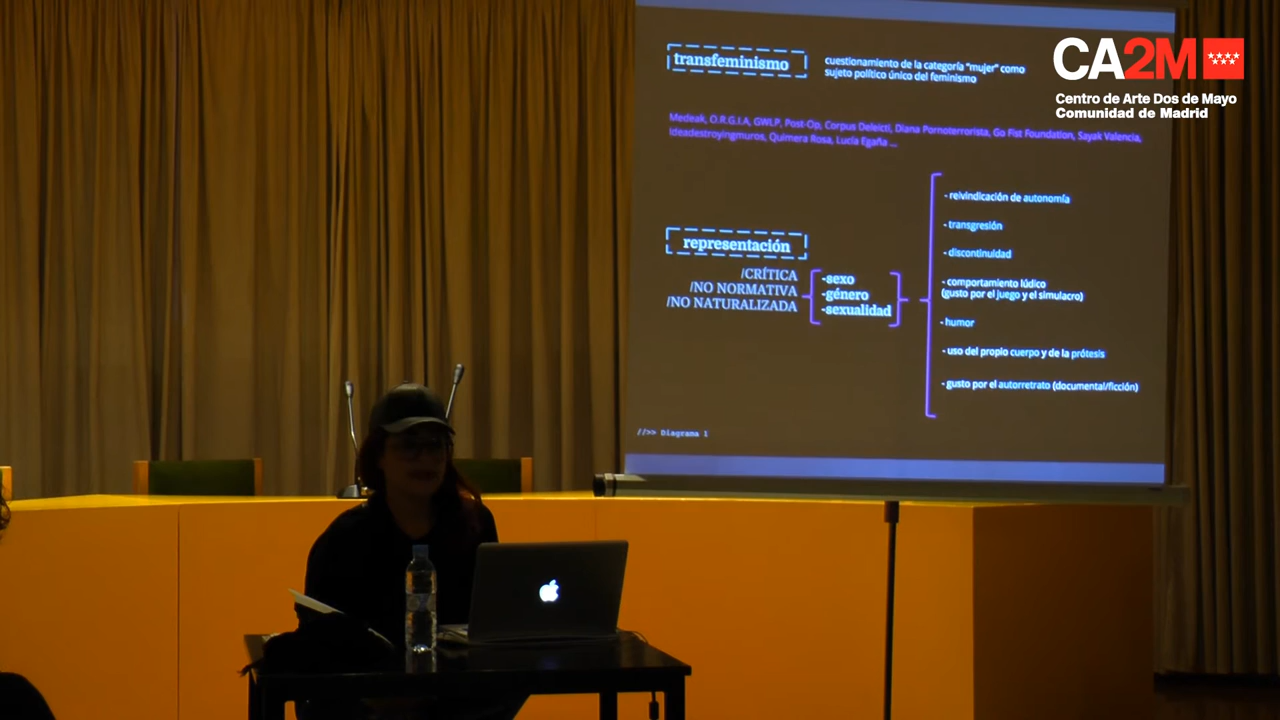 CA2M
Centro de Arte Dos de Mayo
Comunidad de Madrid
transfeminismo
cuestionamiento de la categoría "mujer" como
sujeto político único del feminismo
Medeak, O.R.G.I.A, GWLP, Post-Op, Corpus Deleicti, Diana Pornoterrorista, Go Fist Foundation, Sayak Valencia,
Ideadestroyingmuros, Quimera Rosa, Lucía Egaña ...
representación
/CRÍTICA
/NO NORMATIVA
/NO NATURALIZADA
-sexo
-género
-sexualidad
- reivindicación de autonomía
- transgresión
- discontinuidad
- comportamiento lúdico
(gusto por el juego y el simulacro)
- humor
- uso del propio cuerpo y de la prótesis
- gusto por el autorretrato (documental/ficción)
//>> Diagrama 1